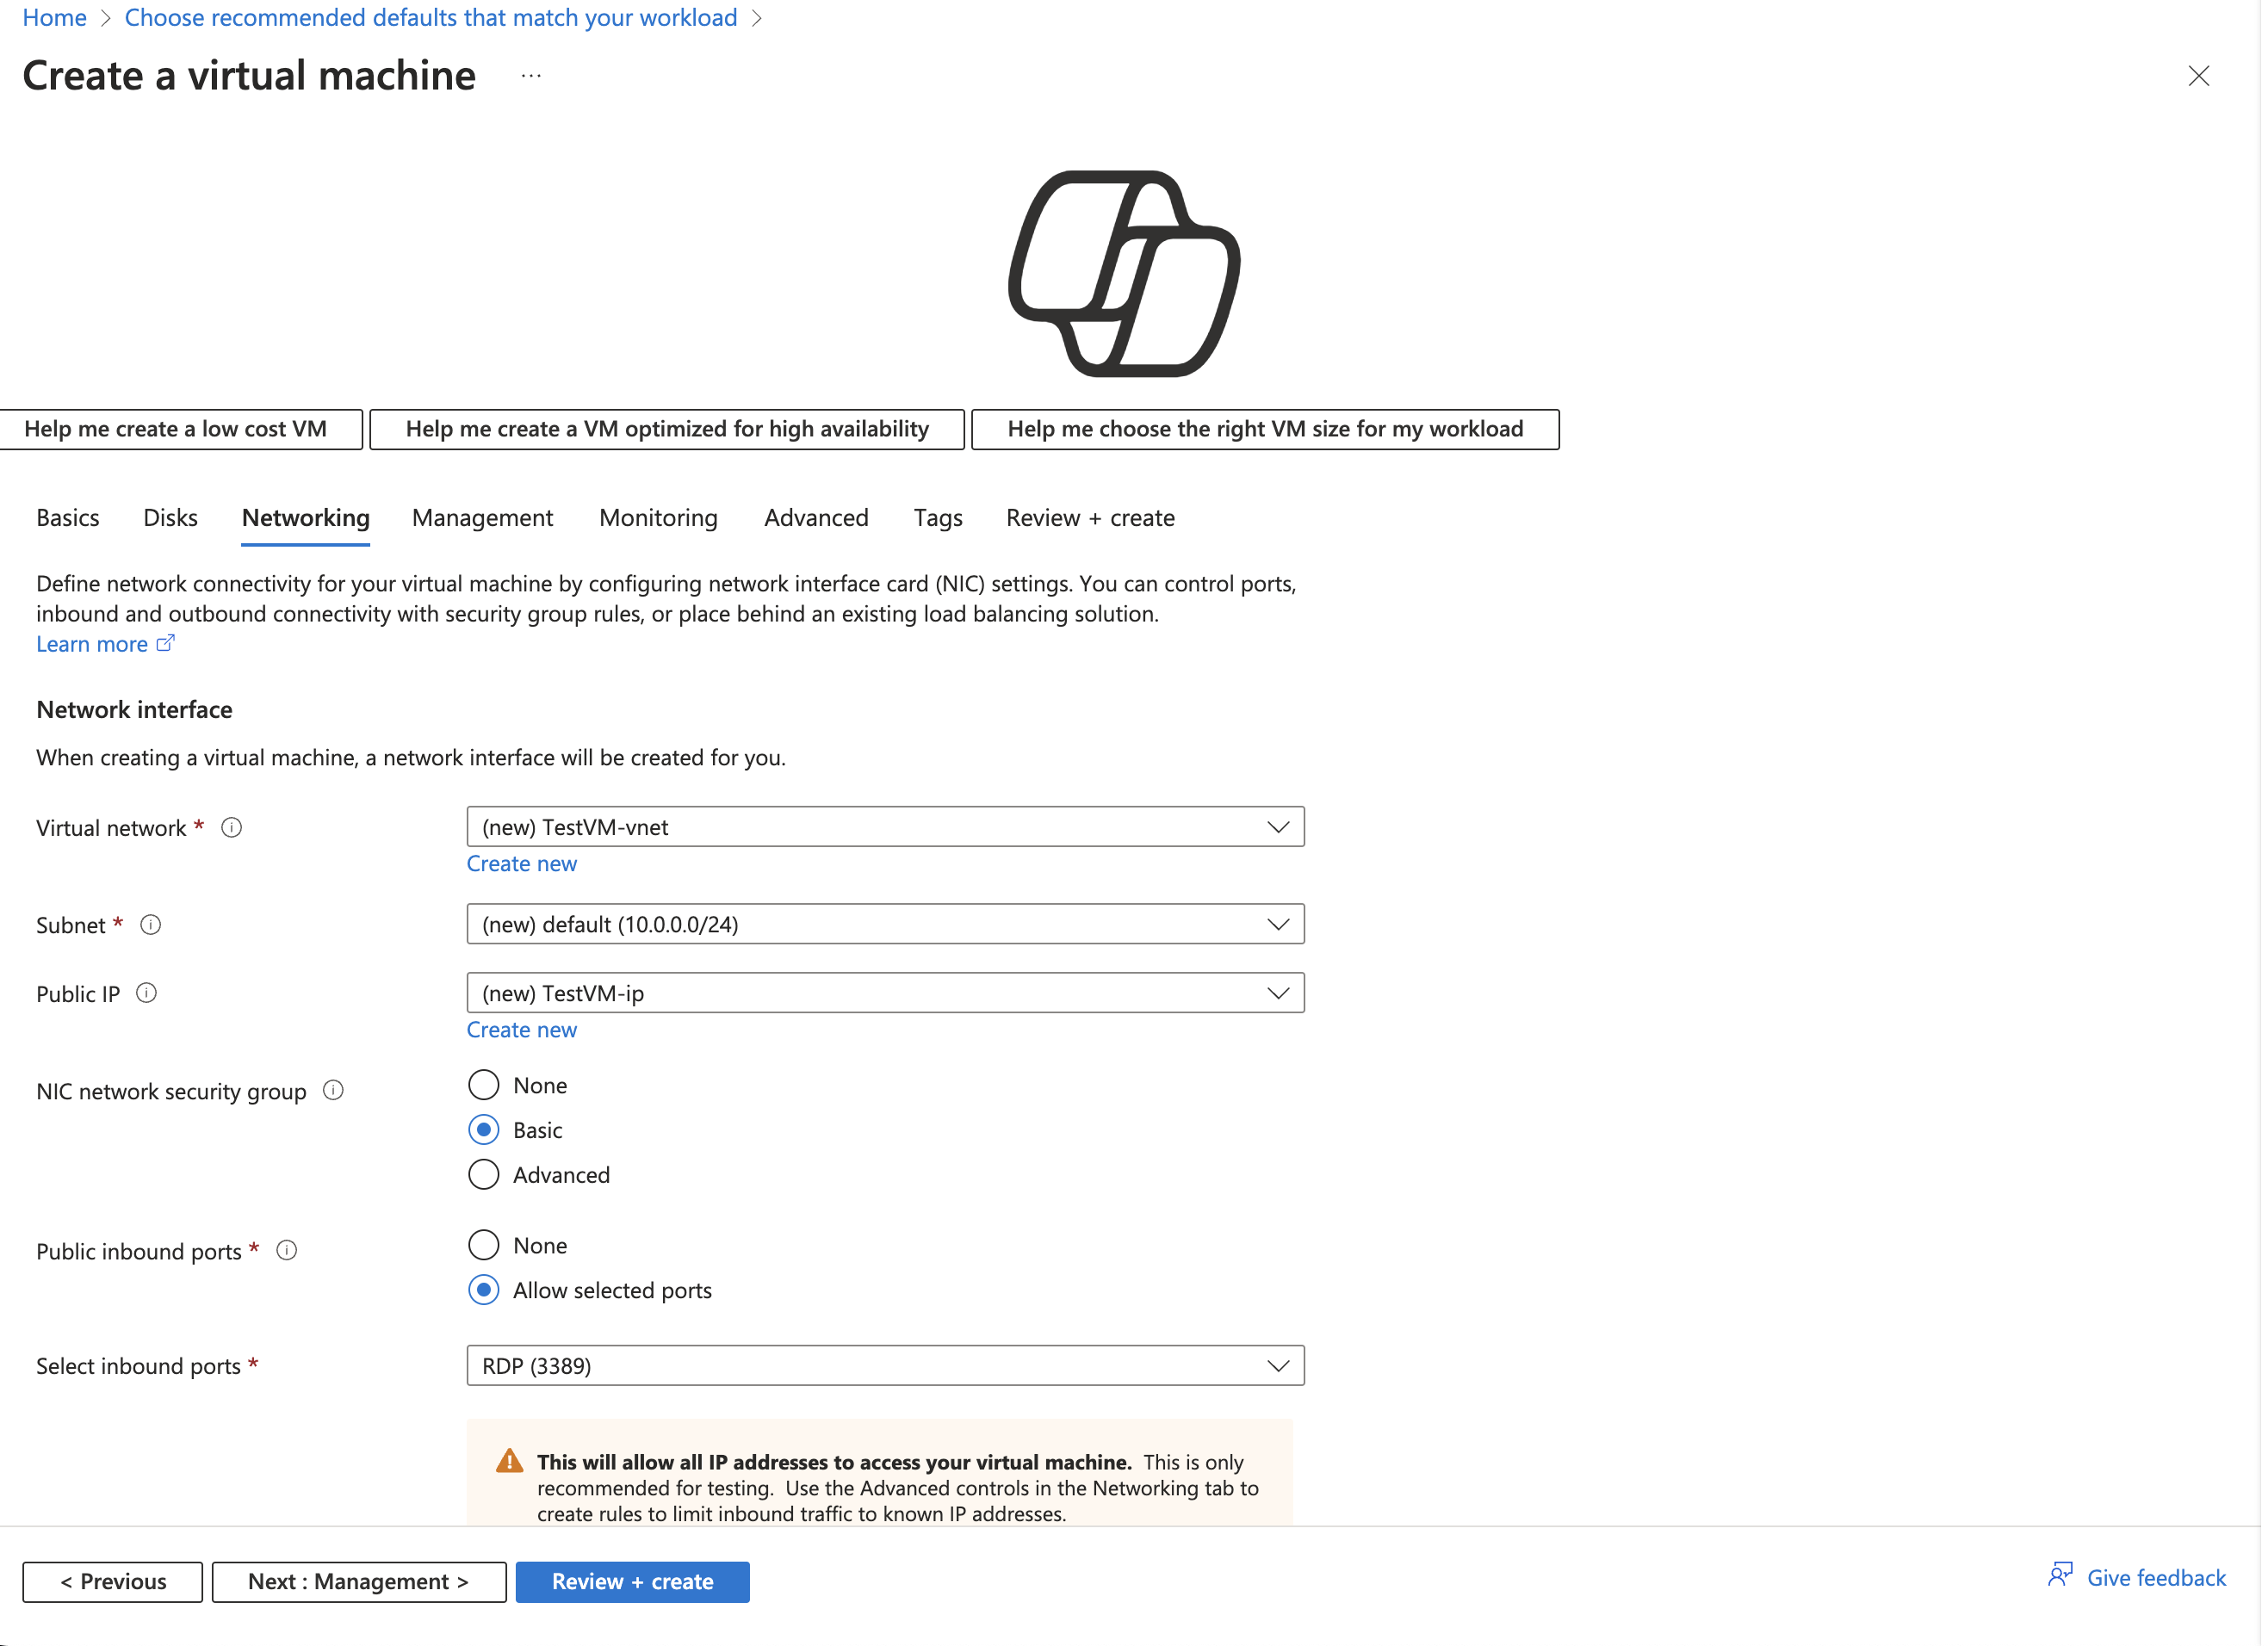 Home > Choose recommended defaults that match your workload >
Create a virtual machine ...
Help me create a low cost VM
Help me create a VM optimized for high availability
Help me choose the right VM size for my workload
Basics Disks Networking Management Monitoring Advanced Tags Review + create
Define network connectivity for your virtual machine by configuring network interface card (NIC) settings. You can control ports,
inbound and outbound connectivity with security group rules, or place behind an existing load balancing solution.
Learn more
Network interface
When creating a virtual machine, a network interface will be created for you.
Virtual network *
(new) TestVM-vnet
Create new
Subnet *
(new) default (10.0.0.0/24)
Public IP
(new) TestVM-ip
Create new
NIC network security group
None
Basic
Advanced
Public inbound ports *
None
Allow selected ports
Select inbound ports *
RDP (3389)
This will allow all IP addresses to access your virtual machine. This is only
recommended for testing. Use the Advanced controls in the Networking tab to
create rules to limit inbound traffic to known IP addresses.
< Previous
Next : Management >
Review + create
Give feedback